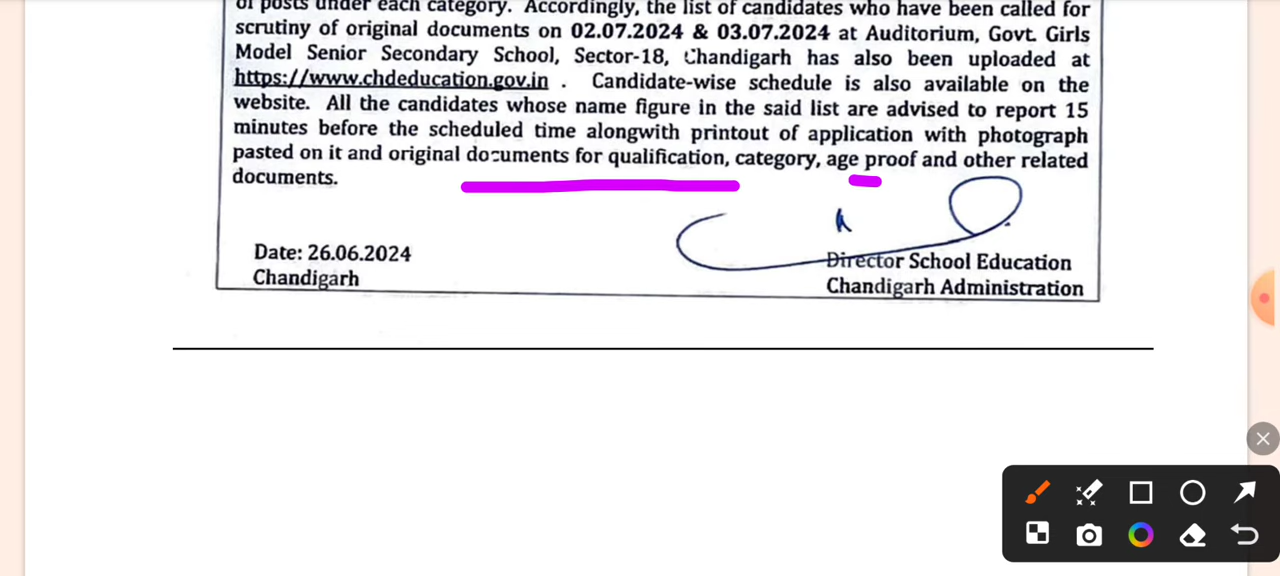 of posts under each category. Accordingly, the list of candidates who have been called for
scrutiny of original documents on 02.07.2024 & 03.07.2024 at Auditorium, Govt. Girls
Model Senior Secondary School, Sector-18, Chandigarh has also been uploaded at
https://www.chdeducation.gov.in . Candidate-wise schedule is also available on the
website. All the candidates whose name figure in the said list are advised to report 15
minutes before the scheduled time alongwith printout of application with photograph
pasted on it and original documents for qualification, category, age proof and other related
documents.
Date: 26.06.2024
Chandigarh
Director School Education
Chandigarh Administration